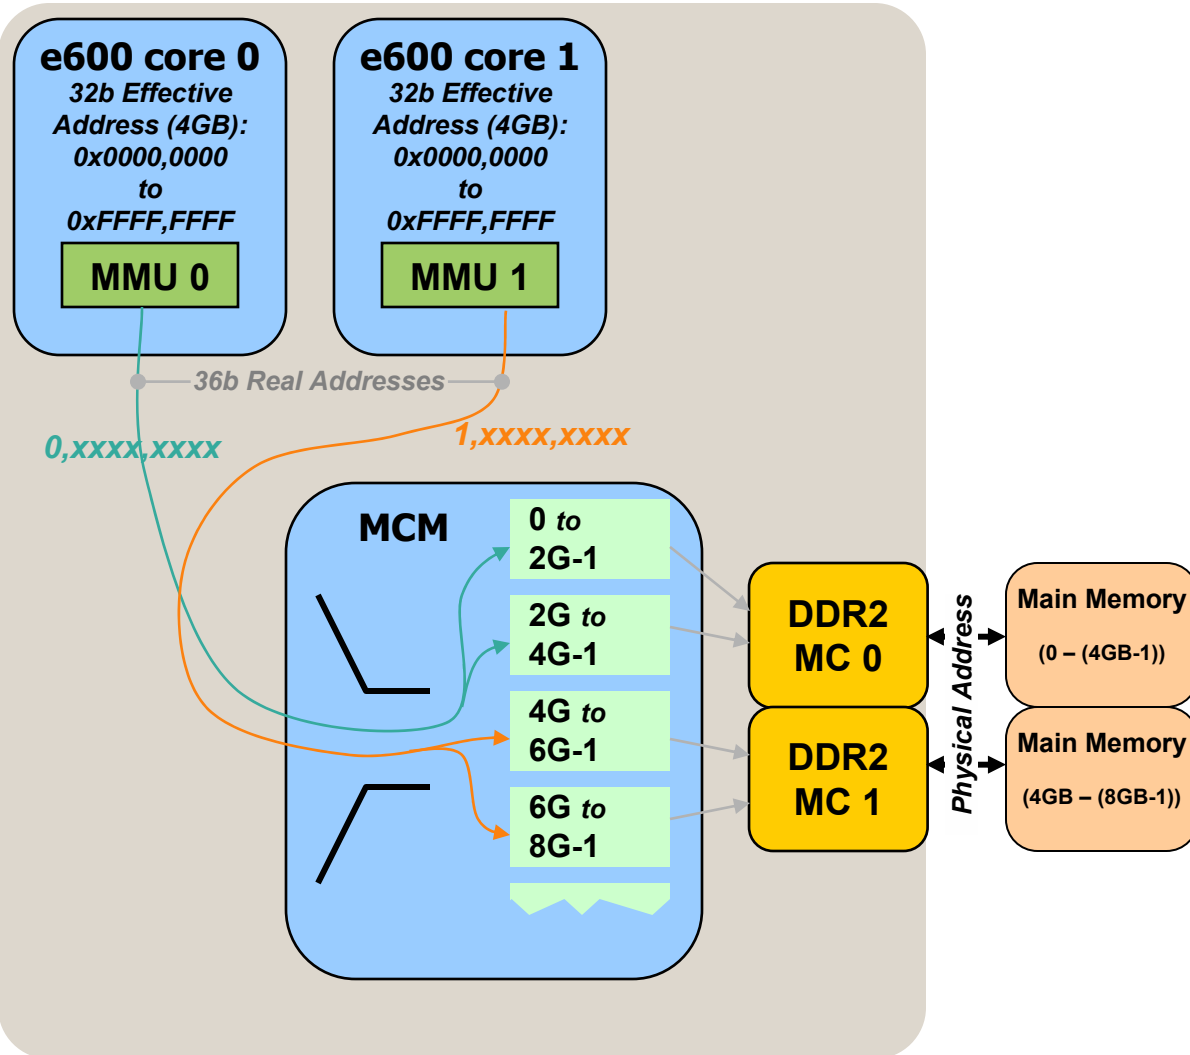 e600 core 0
32b Effective
Address (4GB):
0x0000,0000
to
0xFFFF,FFFF
MMU 0
e600 core 1
32b Effective
Address (4GB):
0x0000,0000
to
0xFFFF,FFFF
MMU 1
36b Real Addresses
0,xxxx,xxxx
1,xxxx,xxxx
MCM
0 to
2G-1
2G to
4G-1
4G to
6G-1
6G to
8G-1
DDR2
MC 0
DDR2
MC 1
Physical Address
Main Memory
(0 – (4GB-1))
Main Memory
(4GB – (8GB-1))